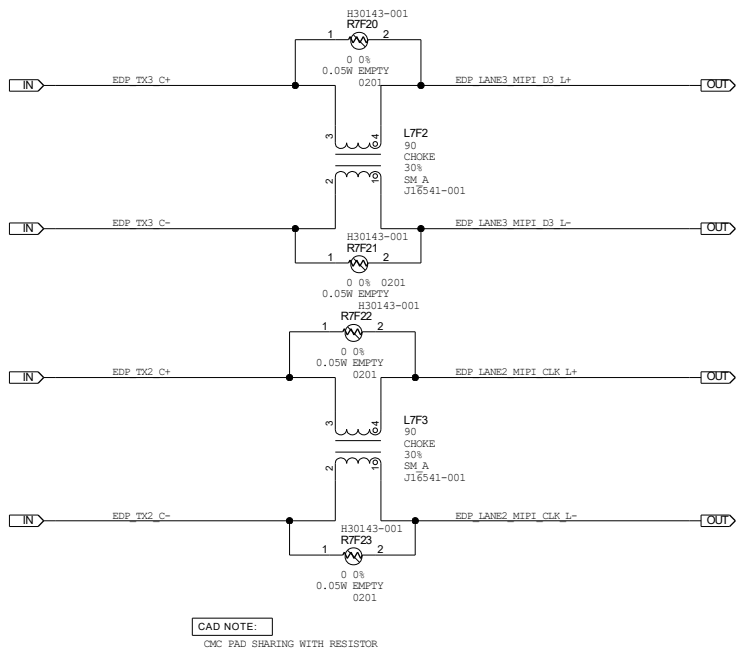 H30143-001
R7F20
1 2
0 0%
0.05W EMPTY
0201
IN EDP_TX3_C+ EDP_LANE3_MIPI_D3_L+ OUT
3 4
L7F2
90
CHOKE
30%
SM_A
J16541-001
2 1
IN EDP_TX3_C- EDP_LANE3_MIPI_D3_L- OUT
H30143-001
R7F21
1 2
0 0% 0201
0.05W EMPTY
H30143-001
R7F22
1 2
0 0%
0.05W EMPTY
0201
IN EDP_TX2_C+ EDP_LANE2_MIPI_CLK_L+ OUT
3 4
L7F3
90
CHOKE
30%
SM_A
J16541-001
2 1
IN EDP_TX2_C- EDP_LANE2_MIPI_CLK_L- OUT
H30143-001
R7F23
1 2
0 0%
0.05W EMPTY
0201
CAD NOTE:
CMC PAD SHARING WITH RESISTOR